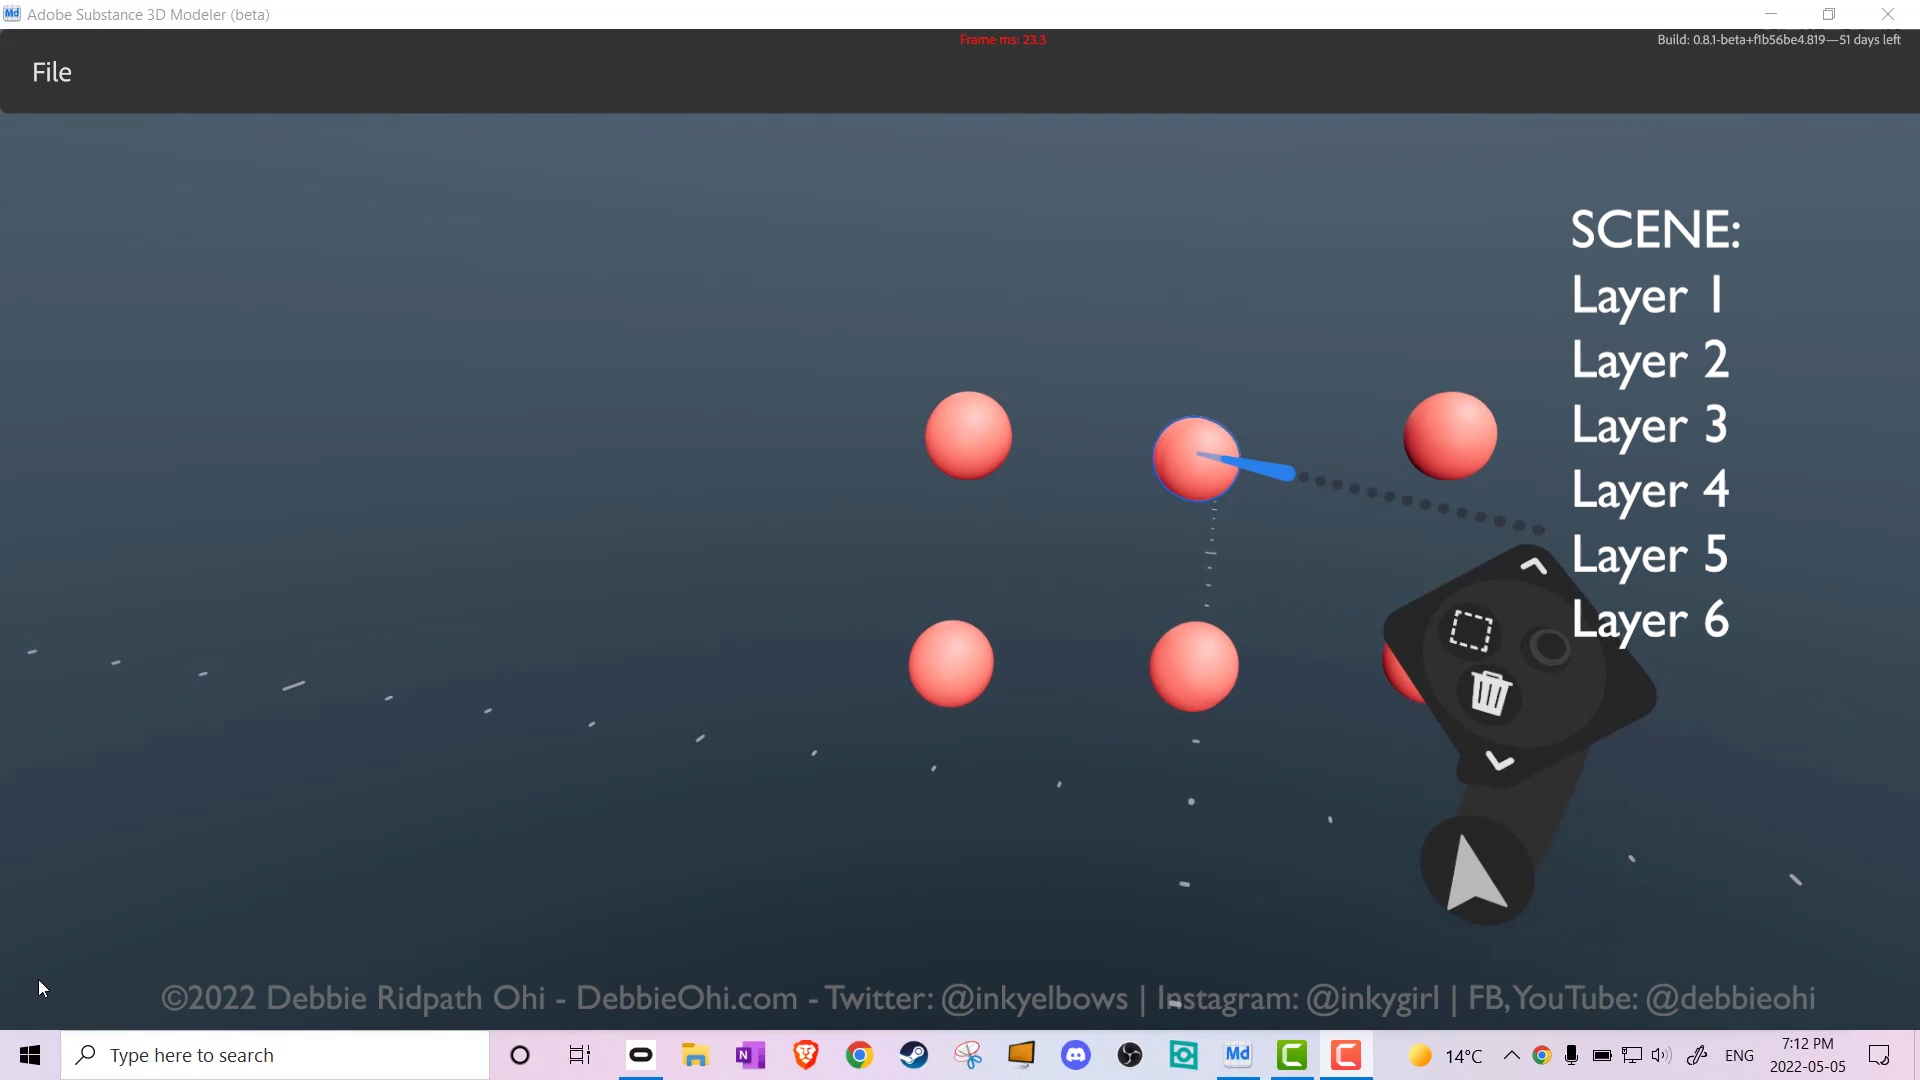 Md Adobe Substance 3D Modeler (beta)
Frame ms: 23.3
Build: 0.8.1-beta+f1b56be4.819—51 days left
File
SCENE:
Layer 1
Layer 2
Layer 3
Layer 4
Layer 5
Layer 6
©2022 Debbie Ridpath Ohi - DebbieOhi.com - Twitter: @inkyelbows | Instagram: @inkygirl | FB, YouTube: @debbieohi
Type here to search
N
Md
C
C
14°C
ENG
7:12 PM
2022-05-05